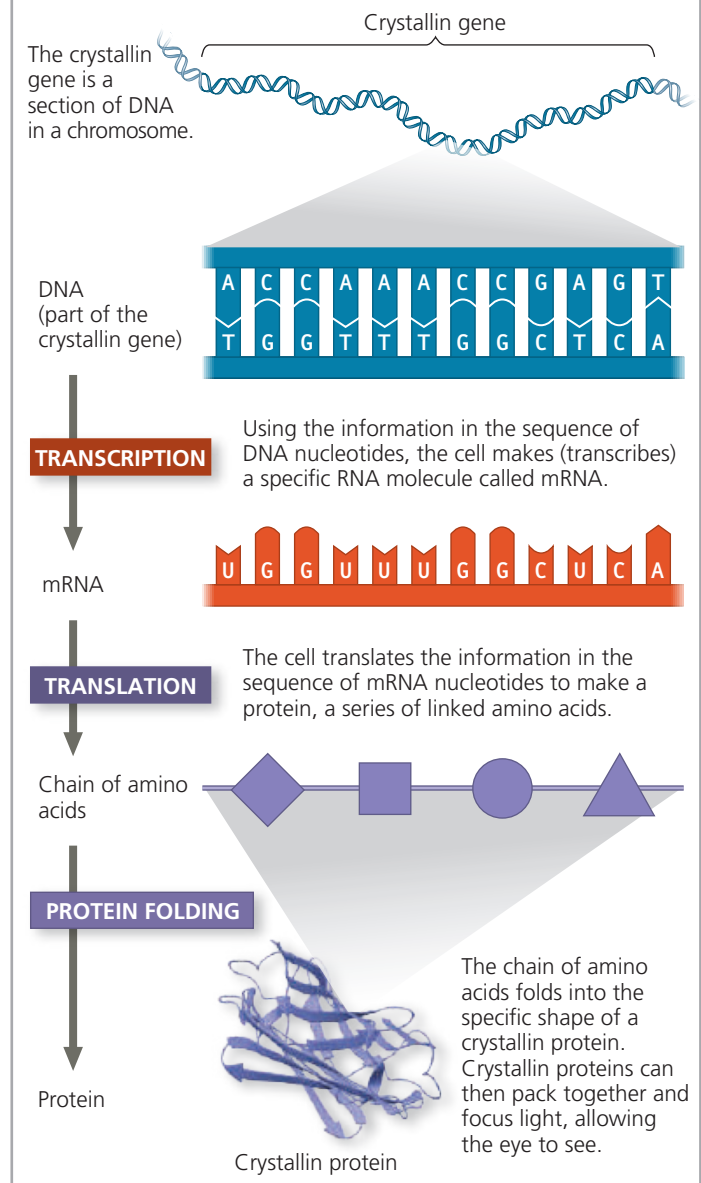 Crystallin gene
The crystallin
gene is a
section of DNA
in a chromosome.
DNA
(part of the
crystallin gene)
A C C A A A C C G A G T
T G G T T T G G C T C A
TRANSCRIPTION
Using the information in the sequence of
DNA nucleotides, the cell makes (transcribes)
a specific RNA molecule called mRNA.
mRNA
U G G U U U G G C U C A
TRANSLATION
The cell translates the information in the
sequence of mRNA nucleotides to make a
protein, a series of linked amino acids.
Chain of amino
acids
PROTEIN FOLDING
The chain of amino
acids folds into the
specific shape of a
crystallin protein.
Crystallin proteins can
then pack together and
focus light, allowing
the eye to see.
Protein
Crystallin protein